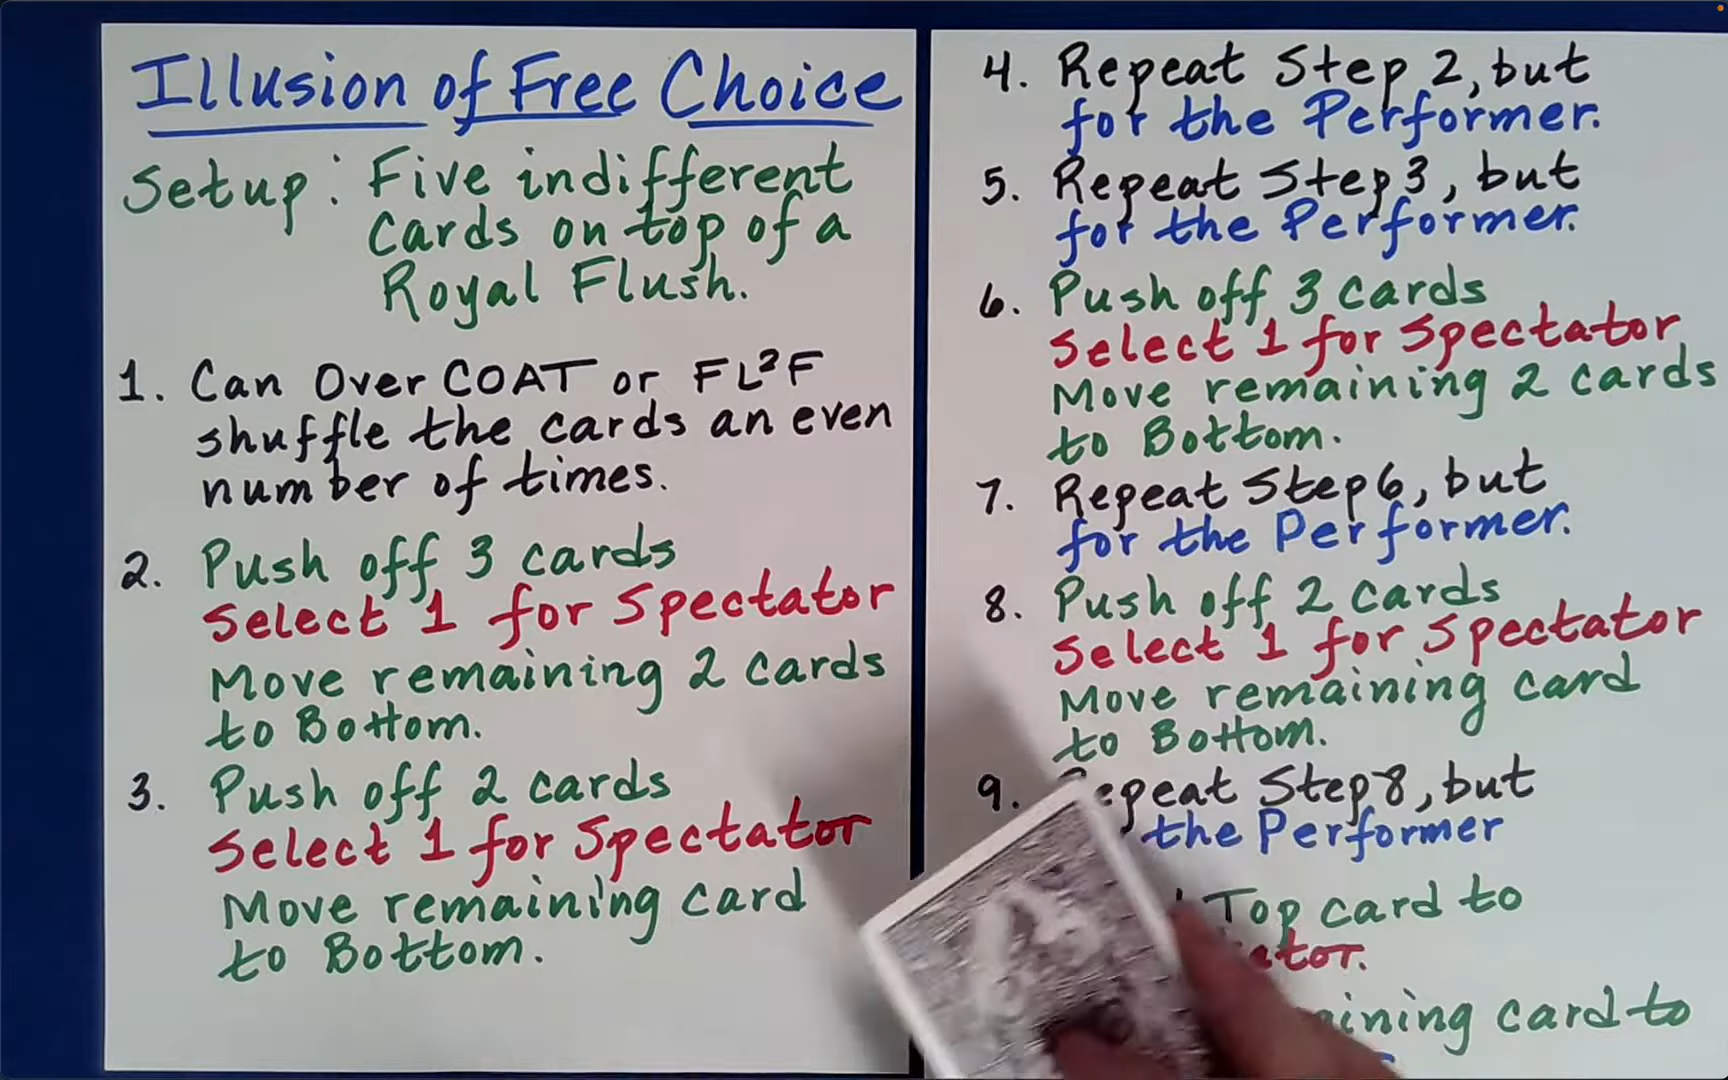 Illusion of Free Choice
Setup: Five indifferent
cards on top of a
Royal Flush.
1. Can Over COAT or FL²F
shuffle the cards an even
number of times.
2. Push off 3 cards
Select 1 for Spectator
Move remaining 2 cards
to Bottom.
3. Push off 2 cards
Select 1 for Spectator
Move remaining card
to Bottom.
4. Repeat Step 2, but
for the Performer.
5. Repeat Step 3, but
for the Performer.
6. Push off 3 cards
Select 1 for Spectator
Move remaining 2 cards
to Bottom.
7. Repeat Step 6, but
for the Performer.
8. Push off 2 cards
Select 1 for Spectator
Move remaining card
to Bottom.
9. Repeat Step 8, but
the Performer
Top card to
card to